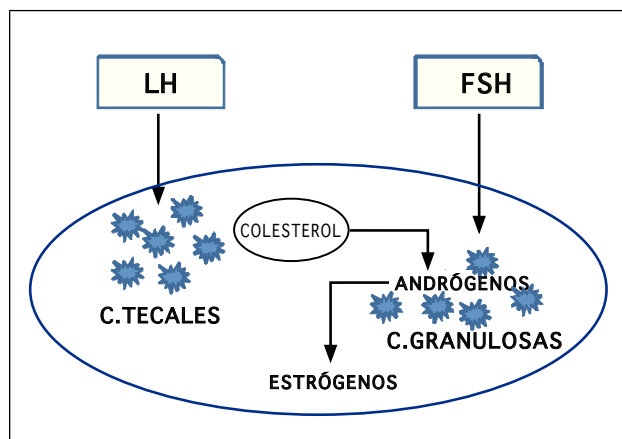 LH
FSH
COLESTEROL
ANDRÓGENOS
C.TECALES
C.GRANULOSAS
ESTRÓGENOS